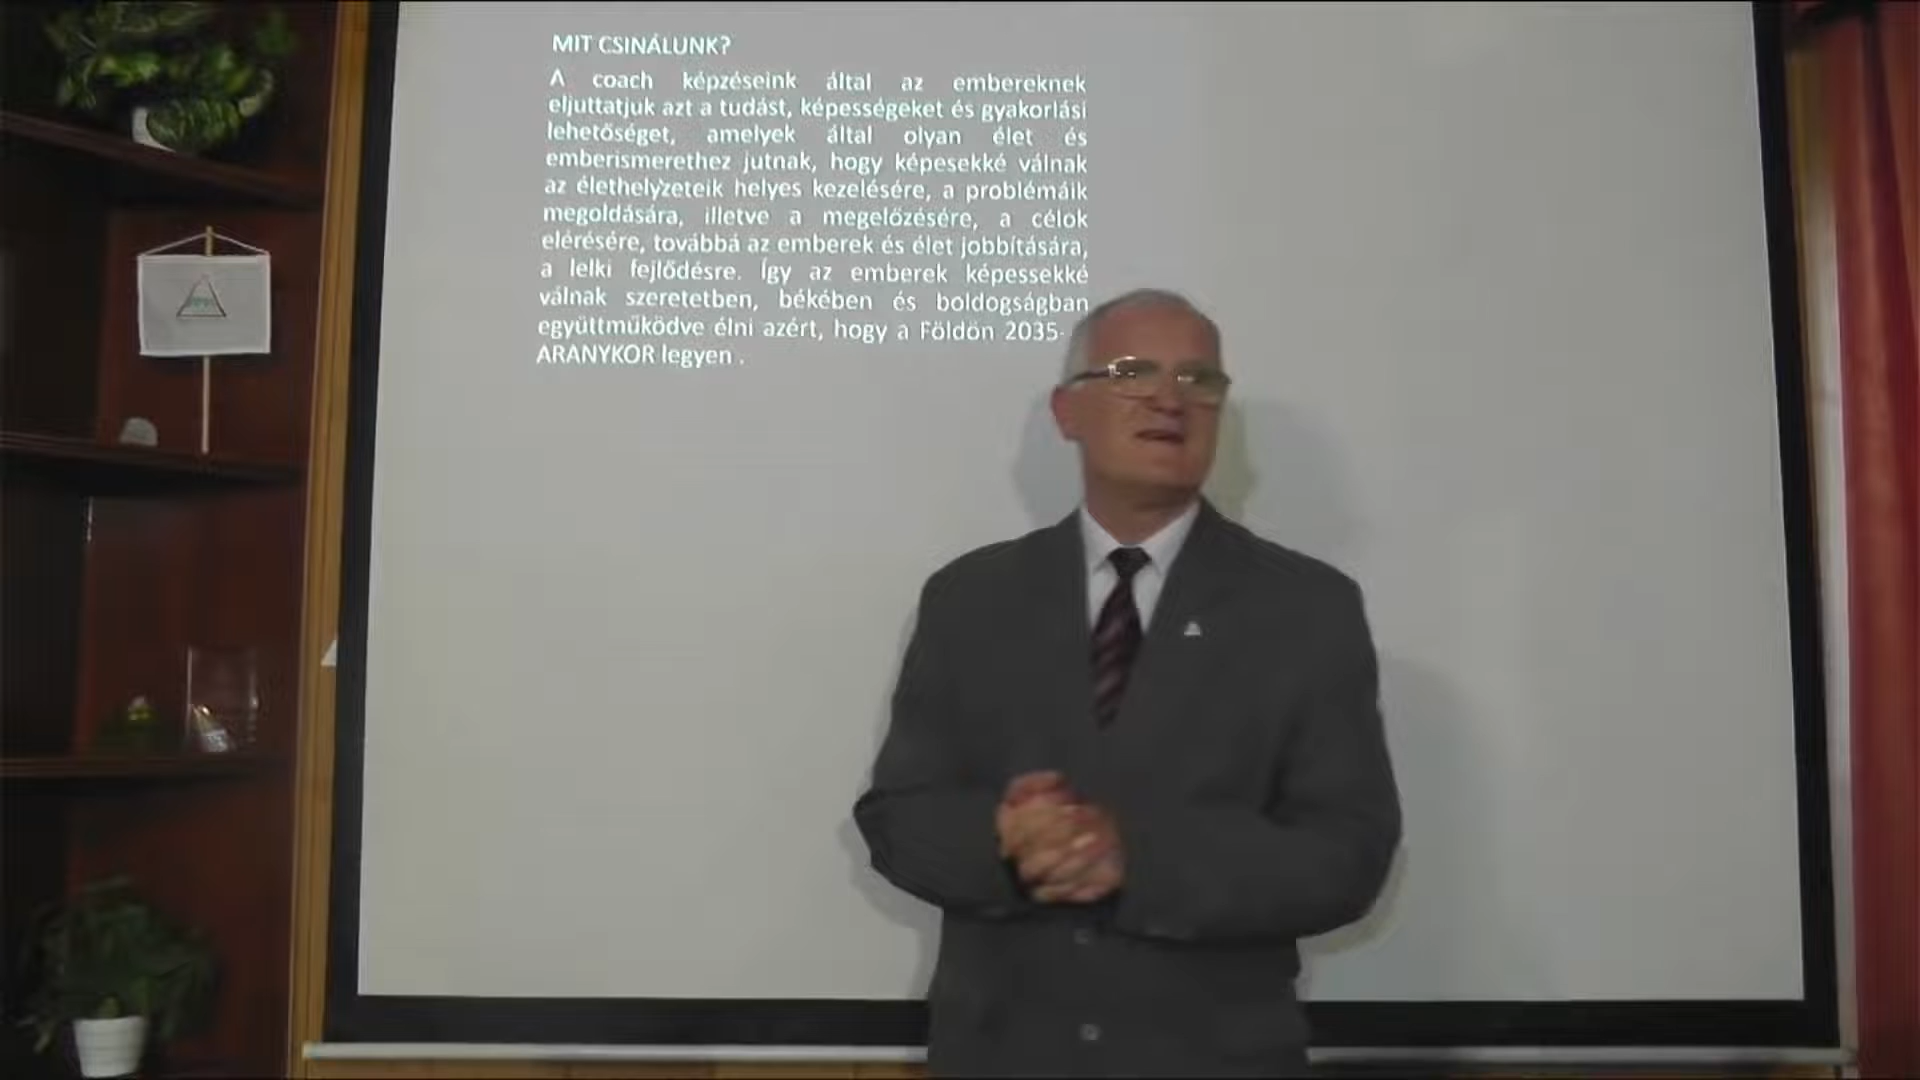 MIT CSINÁLUNK?
A coach képzéseink által az embereknek
eljuttatjuk azt a tudást, képességeket és gyakorlási
lehetőséget, amelyek által olyan élet és
emberismerethez jutnak, hogy képesekké válnak
az élethelyzeteik helyes kezelésére, a problémáik
megoldására, illetve a megelőzésére, a célok
elérésére, továbbá az emberek és élet jobbítására,
a lelki fejlődésre. Így az emberek képessekké
válnak szeretetben, békében és boldogságban
együttműködve élni azért, hogy a Földön 2035-
ARANYKOR legyen .